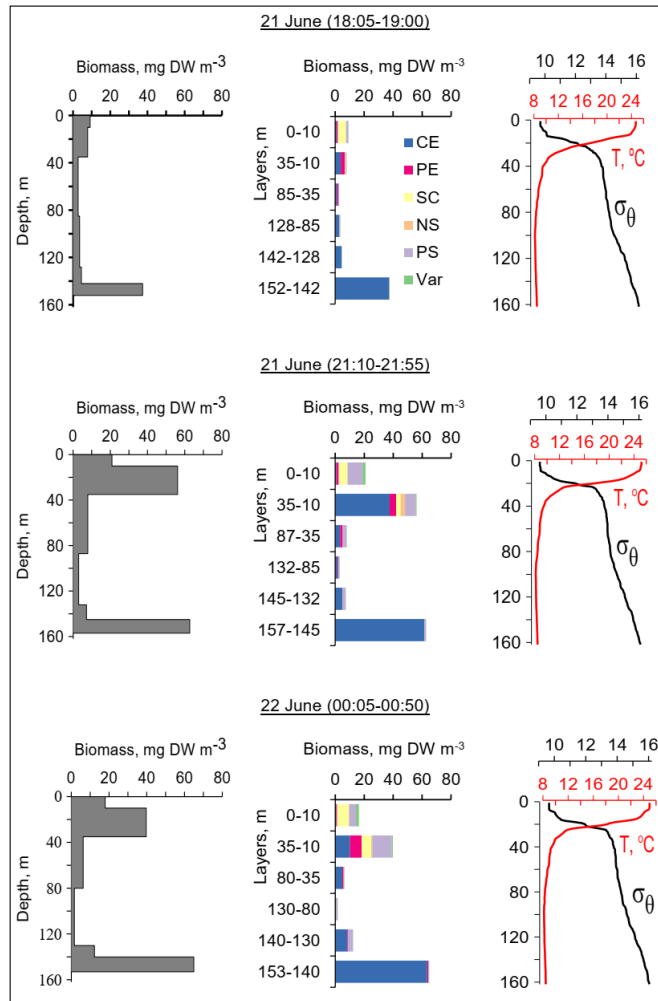 21 June (18:05-19:00)
Biomass, mg DW m-3
0 20 40 60 80
Depth, m
0
40
80
120
160
Biomass, mg DW m-3
0 20 40 60 80
Layers, m
0-10
35-10
85-35
128-85
142-128
152-142
CE
PE
SC
NS
PS
Var
10 12 14 16
8 12 16 20 24
T, ºC
σθ
0
40
80
120
160
21 June (21:10-21:55)
Biomass, mg DW m-3
0 20 40 60 80
Depth, m
0
40
80
120
160
Biomass, mg DW m-3
0 20 40 60 80
Layers, m
0-10
35-10
87-35
132-85
145-132
157-145
10 12 14 16
8 12 16 20 24
T, ºC
σθ
0
40
80
120
160
22 June (00:05-00:50)
Biomass, mg DW m-3
0 20 40 60 80
Depth, m
0
40
80
120
160
Biomass, mg DW m-3
0 20 40 60 80
Layers, m
0-10
35-10
80-35
130-80
140-130
153-140
10 12 14 16
8 12 16 20 24
T, ºC
σθ
0
40
80
120
160